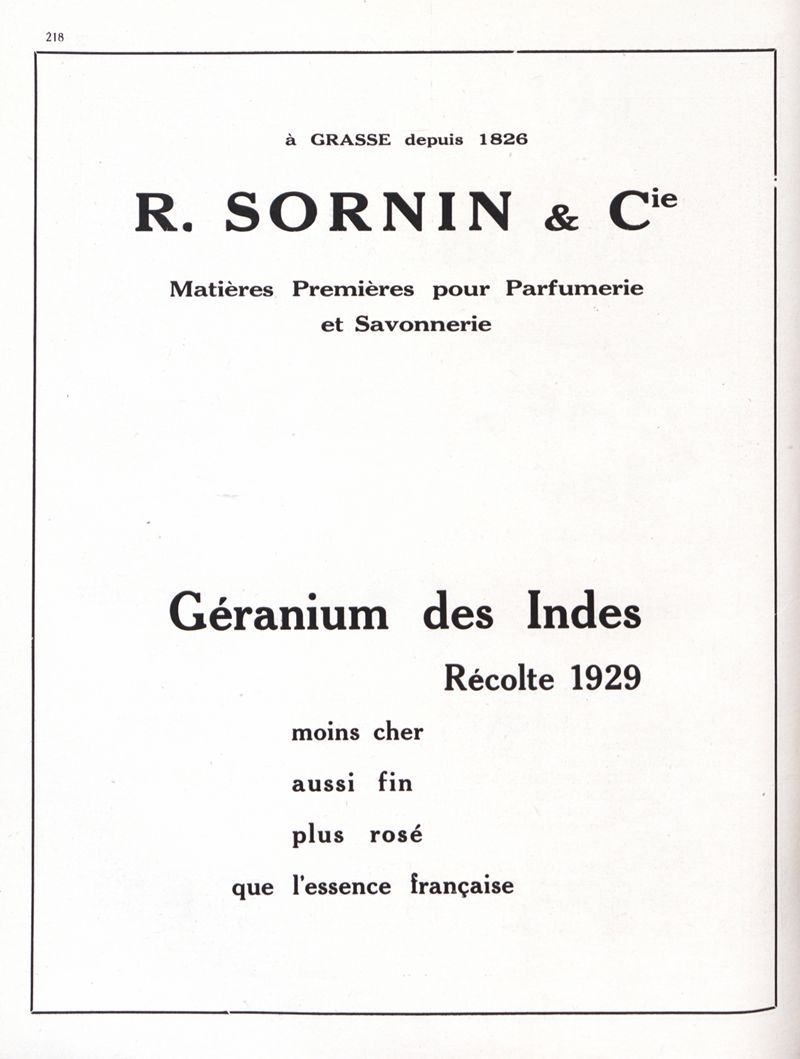 218
à GRASSE depuis 1826
R. SORNIN & Cie
Matières Premières pour Parfumerie
et Savonnerie
Géranium des Indes
Récolte 1929
moins cher
aussi fin
plus rosé
que l'essence française